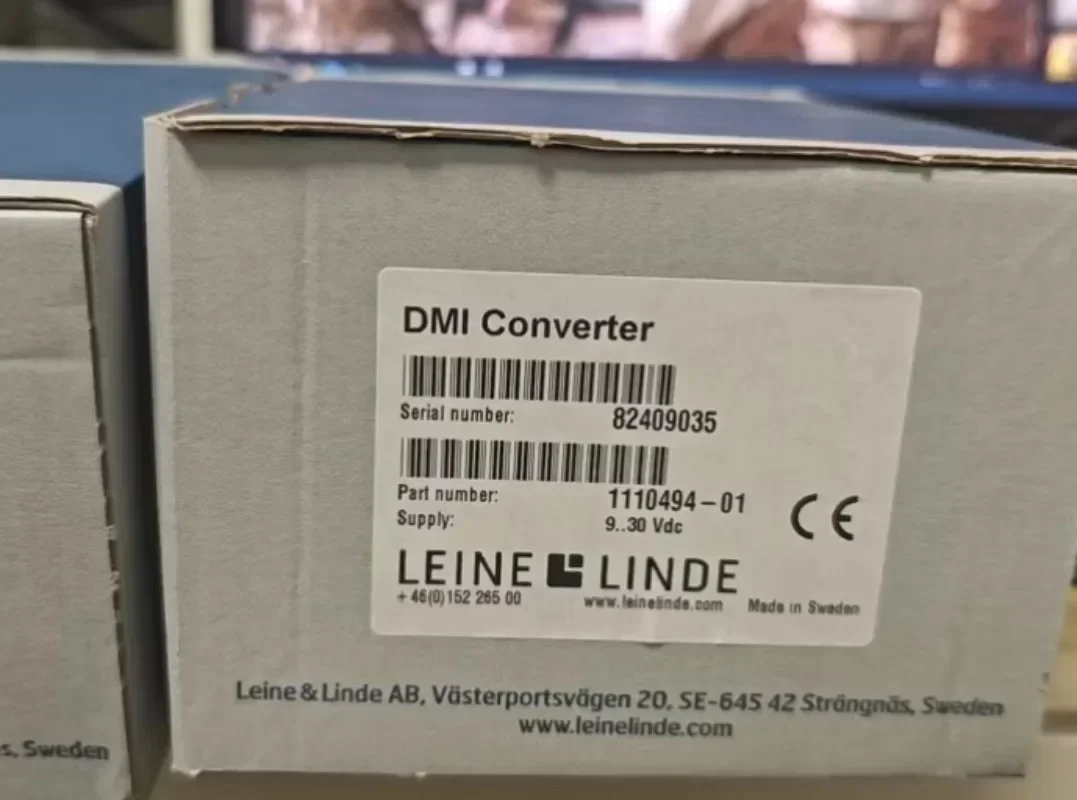 DMI Converter
Serial number: 82409035
Part number: 1110494-01
Supply: 9..30 Vdc
CE
LEINE LINDE
+46(0)152 265 00 www.leinelinde.com Made in Sweden
Leine & Linde AB, Västerportsvägen 20, SE-645 42 Strängnäs, Sweden
www.leinelinde.com
s, Sweden